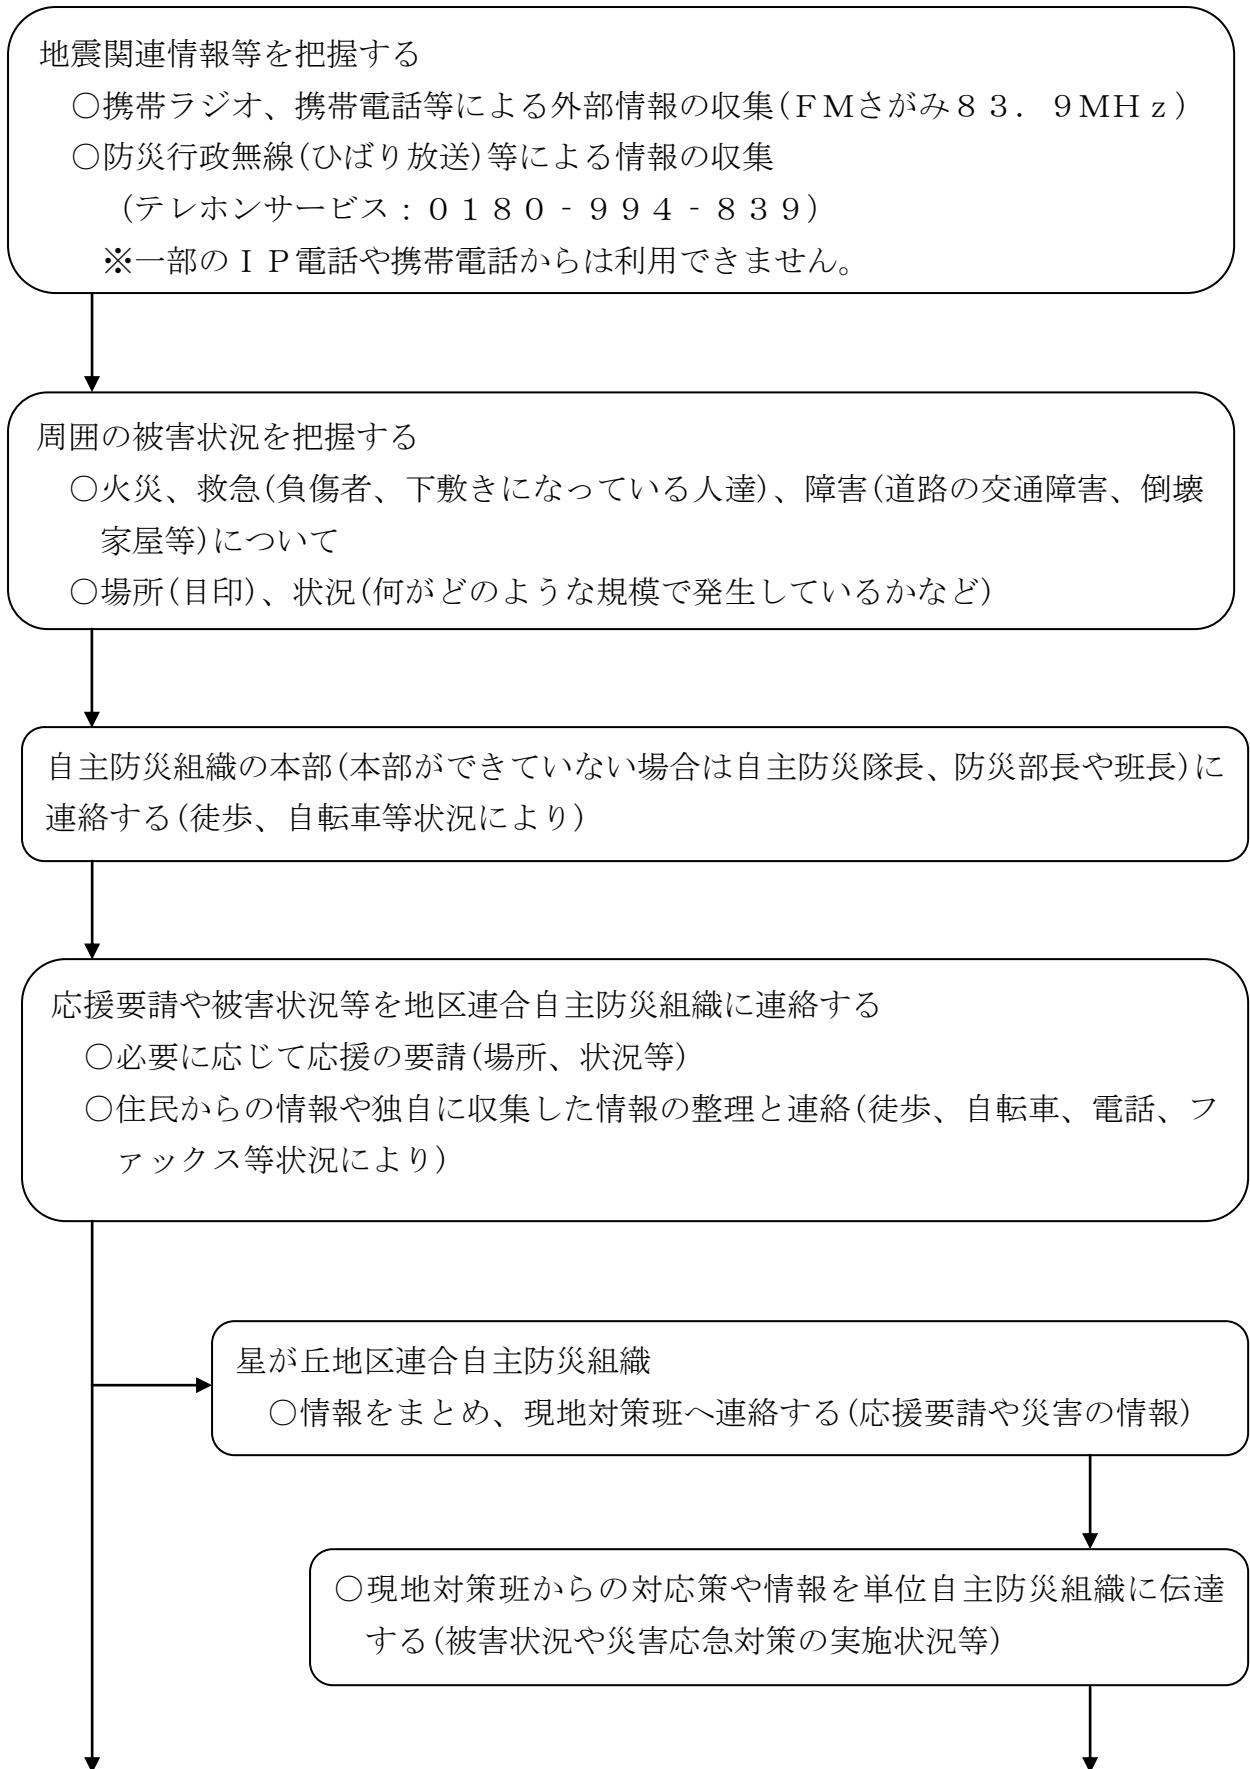 地震関連情報等を把握する
○携帯ラジオ、携帯電話等による外部情報の収集(ＦＭさがみ８３．９ＭＨｚ)
○防災行政無線(ひばり放送)等による情報の収集
(テレホンサービス：０１８０‐９９４‐８３９)
※一部のＩＰ電話や携帯電話からは利用できません。
周囲の被害状況を把握する
○火災、救急(負傷者、下敷きになっている人達)、障害(道路の交通障害、倒壊
家屋等)について
○場所(目印)、状況(何がどのような規模で発生しているかなど)
自主防災組織の本部(本部ができていない場合は自主防災隊長、防災部長や班長)に
連絡する(徒歩、自転車等状況により)
応援要請や被害状況等を地区連合自主防災組織に連絡する
○必要に応じて応援の要請(場所、状況等)
○住民からの情報や独自に収集した情報の整理と連絡(徒歩、自転車、電話、フ
ァックス等状況により)
星が丘地区連合自主防災組織
○情報をまとめ、現地対策班へ連絡する(応援要請や災害の情報)
○現地対策班からの対応策や情報を単位自主防災組織に伝達
する(被害状況や災害応急対策の実施状況等)